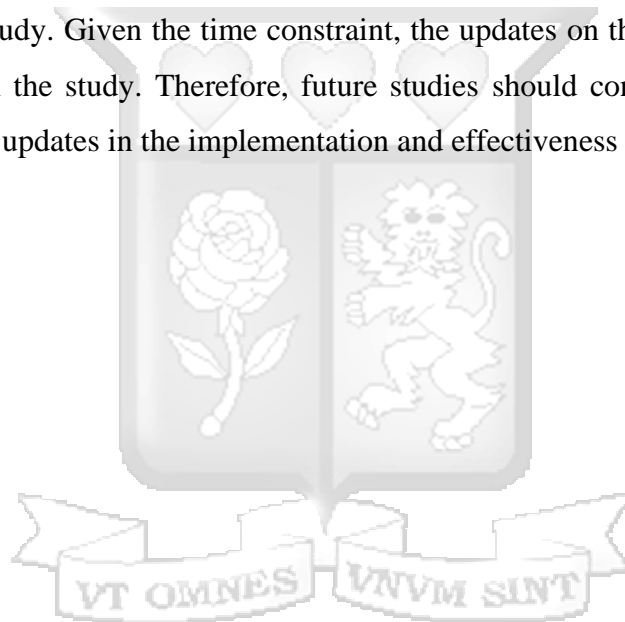 udy. Given the time constraint, the updates on th
the study. Therefore, future studies should con
updates in the implementation and effectiveness
VT OMNES VNVM SINT